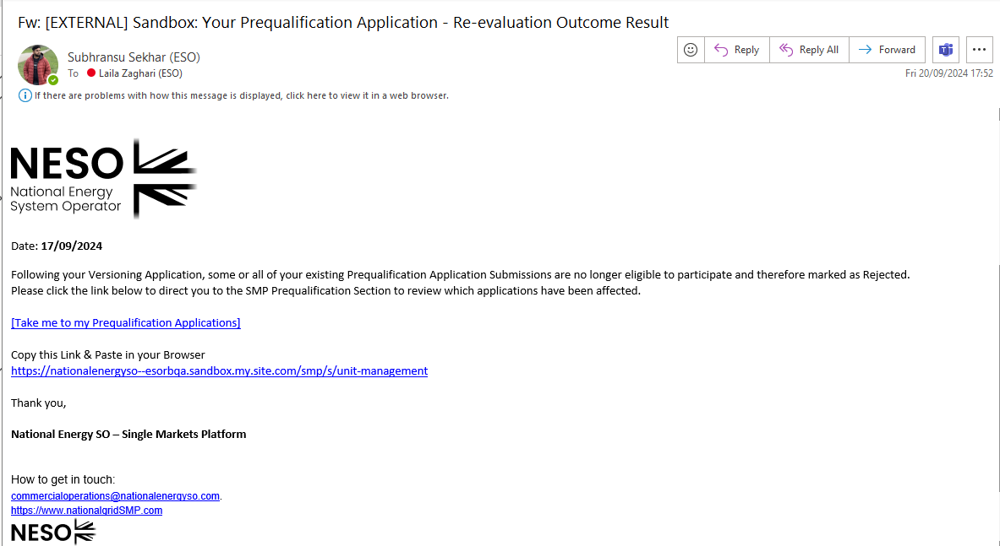 Fw: [EXTERNAL] Sandbox: Your Prequalification Application - Re-evaluation Outcome Result
Subhransu Sekhar (ESO)
To Laila Zaghari (ESO)
Reply
Reply All
Forward
Fri 20/09/2024 17:52
If there are problems with how this message is displayed, click here to view it in a web browser.
NESO
National Energy
System Operator
Date: 17/09/2024
Following your Versioning Application, some or all of your existing Prequalification Application Submissions are no longer eligible to participate and therefore marked as Rejected.
Please click the link below to direct you to the SMP Prequalification Section to review which applications have been affected.
[Take me to my Prequalification Applications]
Copy this Link & Paste in your Browser
https://nationalenergyso--esorbqa.sandbox.my.site.com/smp/s/unit-management
Thank you,
National Energy SO – Single Markets Platform
How to get in touch:
commercialoperations@nationalenergyso.com.
https://www.nationalgridSMP.com
NESO